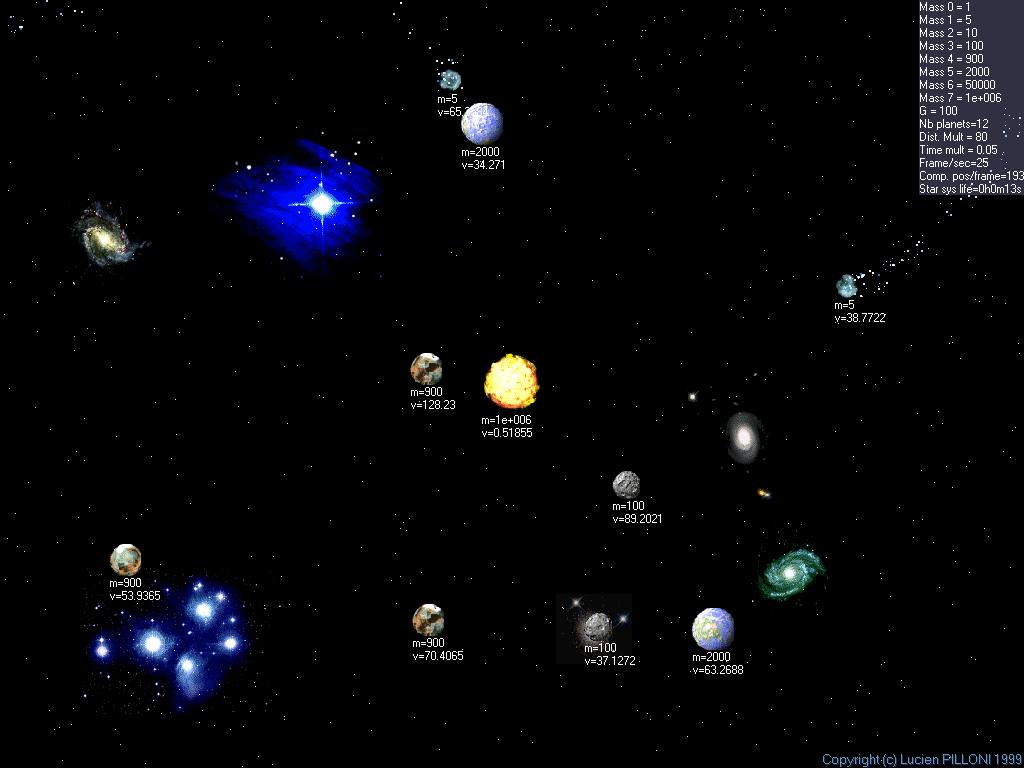 Mass 0 = 1
Mass 1 = 5
Mass 2 = 10
Mass 3 = 100
Mass 4 = 900
Mass 5 = 2000
Mass 6 = 50000
Mass 7 = 1e+006
G = 100
Nb planets=12
Dist. Mult = 80
Time mult = 0.05
Frame/sec=25
Comp. pos/frame=193
Star sys life=0h0m13s
m=5
v=65.
m=2000
v=34.271
m=5
v=38.7722
m=900
v=128.23
m=1e+006
v=0.51855
m=100
v=89.2021
m=900
v=53.9365
m=900
v=70.4065
m=100
v=37.1272
m=2000
v=63.2688
Copyright (c) Lucien PILLONI 1999